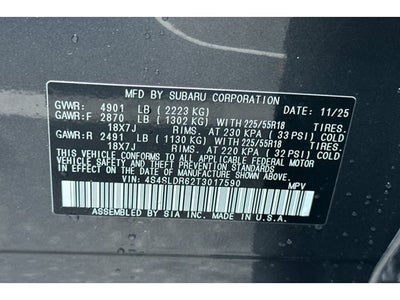 MFD BY SUBARU CORPORATION
GVWR: 4901 LB (2223 KG) DATE: 11/25
GAWR:F 2870 LB (1302 KG) WITH 225/55R18 TIRES.
18X7J RIMS. AT 230 KPA (33 PSI) COLD
GAWR:R 2491 LB (1130 KG) WITH 225/55R18 TIRES.
18X7J RIMS. AT 220 KPA (32 PSI) COLD
THIS VEHICLE CONFORMS TO ALL APPLICABLE FEDERAL MOTOR
VEHICLE SAFETY AND THEFT PREVENTION STANDARDS
IN EFFECT ON THE DATE OF MANUFACTURE SHOWN ABOVE.
VIN: 4S4SLDR62T3017590 MPV
ASSEMBLED BY SIA INC. MADE IN U.S.A.